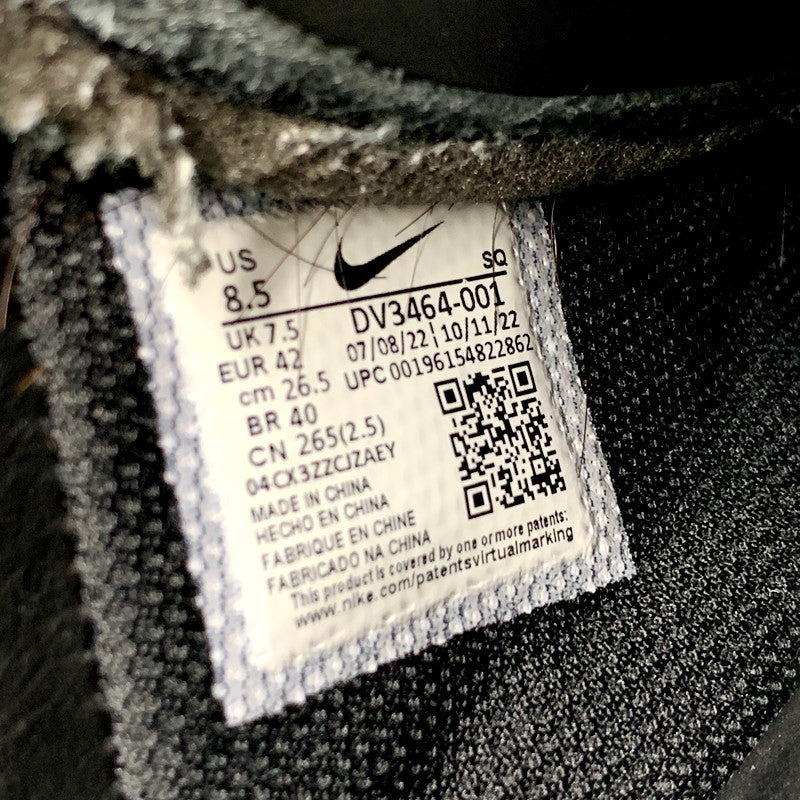 US
8.5
SQ
UK 7.5
DV3464-001
EUR 42
07/08/22 | 10/11/22
cm 26.5
UPC 00196154822862
BR 40
CN 265(2.5)
04CX3ZZCJZAEY
MADE IN CHINA
HECHO EN CHINA
FABRIQUE EN CHINE
FABRICADO NA CHINA
This product is covered by one or more patents:
www.nike.com/patentsvirtualmarking